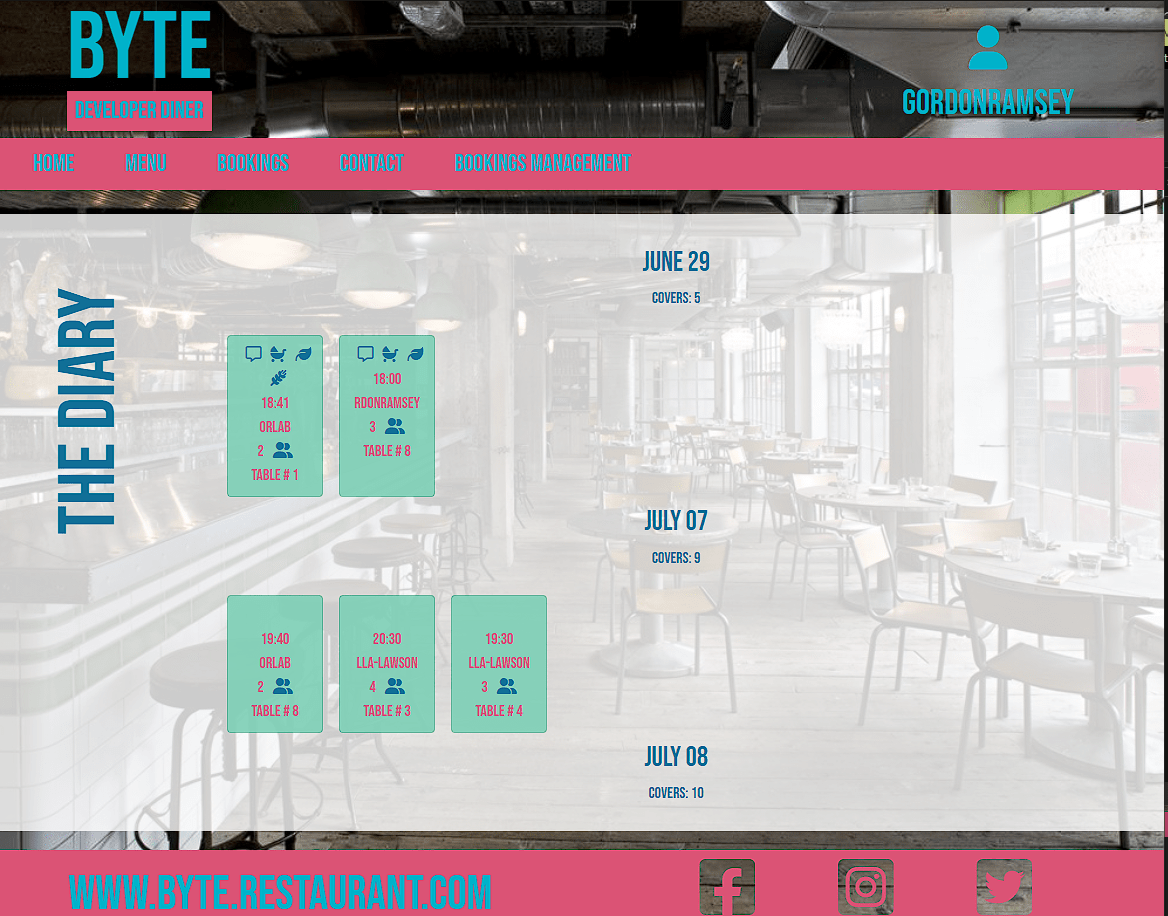 BYTE
DEVELOPER DINER
GORDONRAMSEY
HOME MENU BOOKINGS CONTACT BOOKINGS MANAGEMENT
THE DIARY
JUNE 29
COVERS: 5
18:41
ORLAB
2
TABLE # 1
18:00
RDONRAMSEY
3
TABLE # 8
JULY 07
COVERS: 9
19:40
ORLAB
2
TABLE # 8
20:30
LLA-LAWSON
4
TABLE # 3
19:30
LLA-LAWSON
3
TABLE # 4
JULY 08
COVERS: 10
WWW.BYTE.RESTAURANT.COM